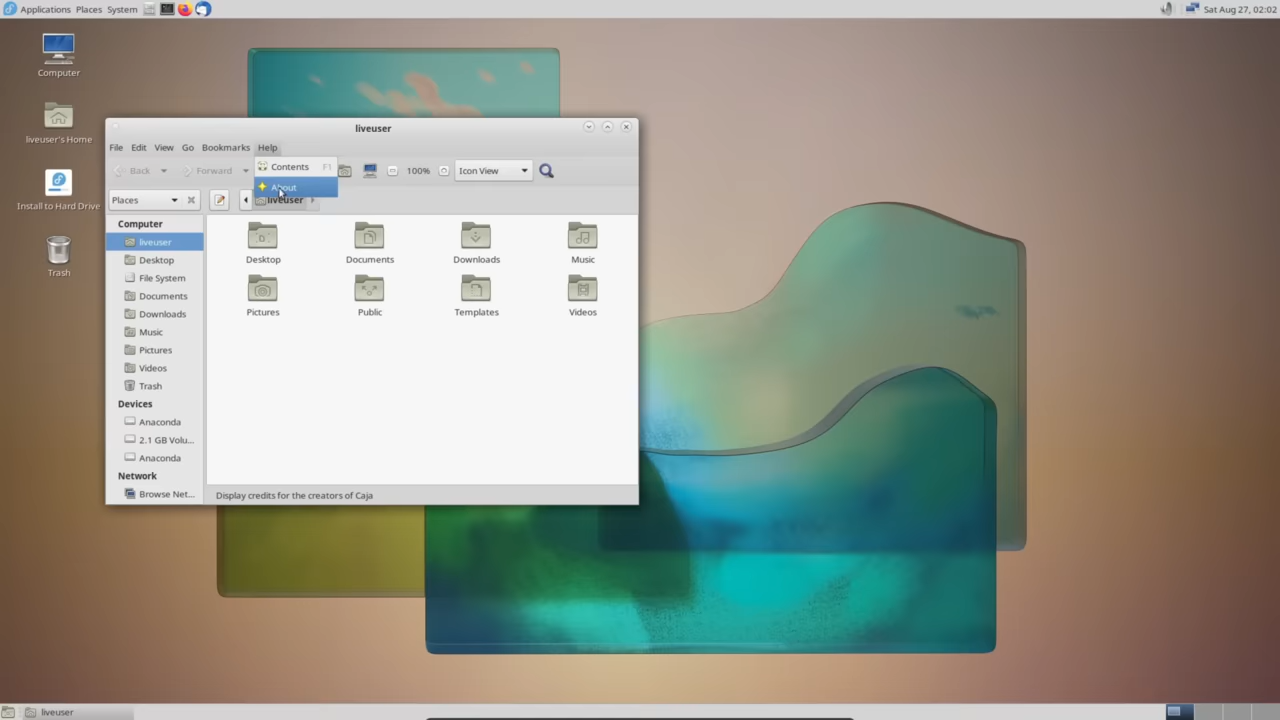 Applications Places System
Sat Aug 27, 02:02
Computer
liveuser's Home
Install to Hard Drive
Trash
liveuser
File Edit View Go Bookmarks Help
Contents F1
About
Back Forward 100% Icon View
Places liveuser
Computer
liveuser
Desktop
File System
Documents
Downloads
Music
Pictures
Videos
Trash
Devices
Anaconda
2.1 GB Volu...
Anaconda
Network
Browse Net...
Desktop Documents Downloads Music
Pictures Public Templates Videos
Display credits for the creators of Caja
liveuser